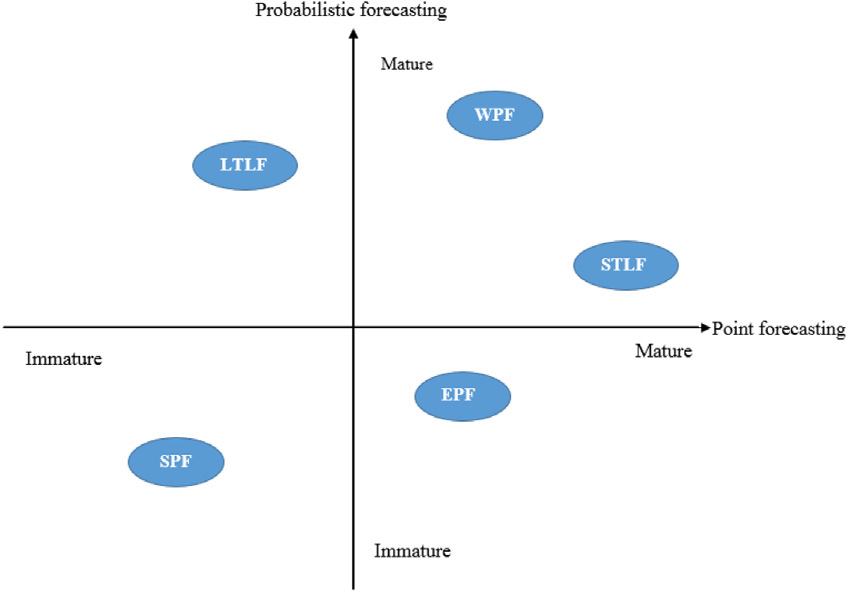 Probabilistic forecasting
Mature
WPF
LTLF
STLF
Point forecasting
Immature
Mature
EPF
SPF
Immature